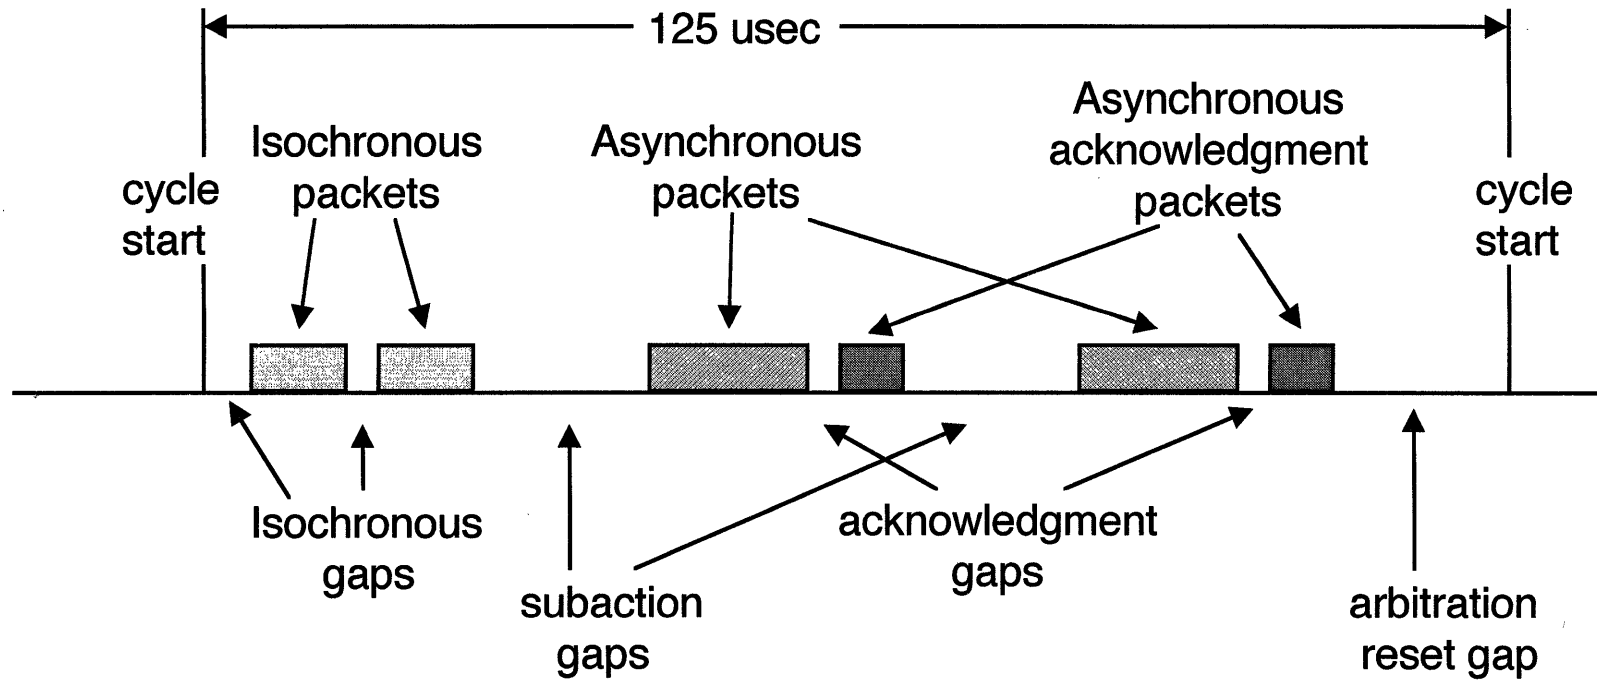 125 usec
Asynchronous
acknowledgment
packets
Isochronous
packets
Asynchronous
packets
cycle
start
cycle
start
Isochronous
gaps
acknowledgment
gaps
subaction
gaps
arbitration
reset gap